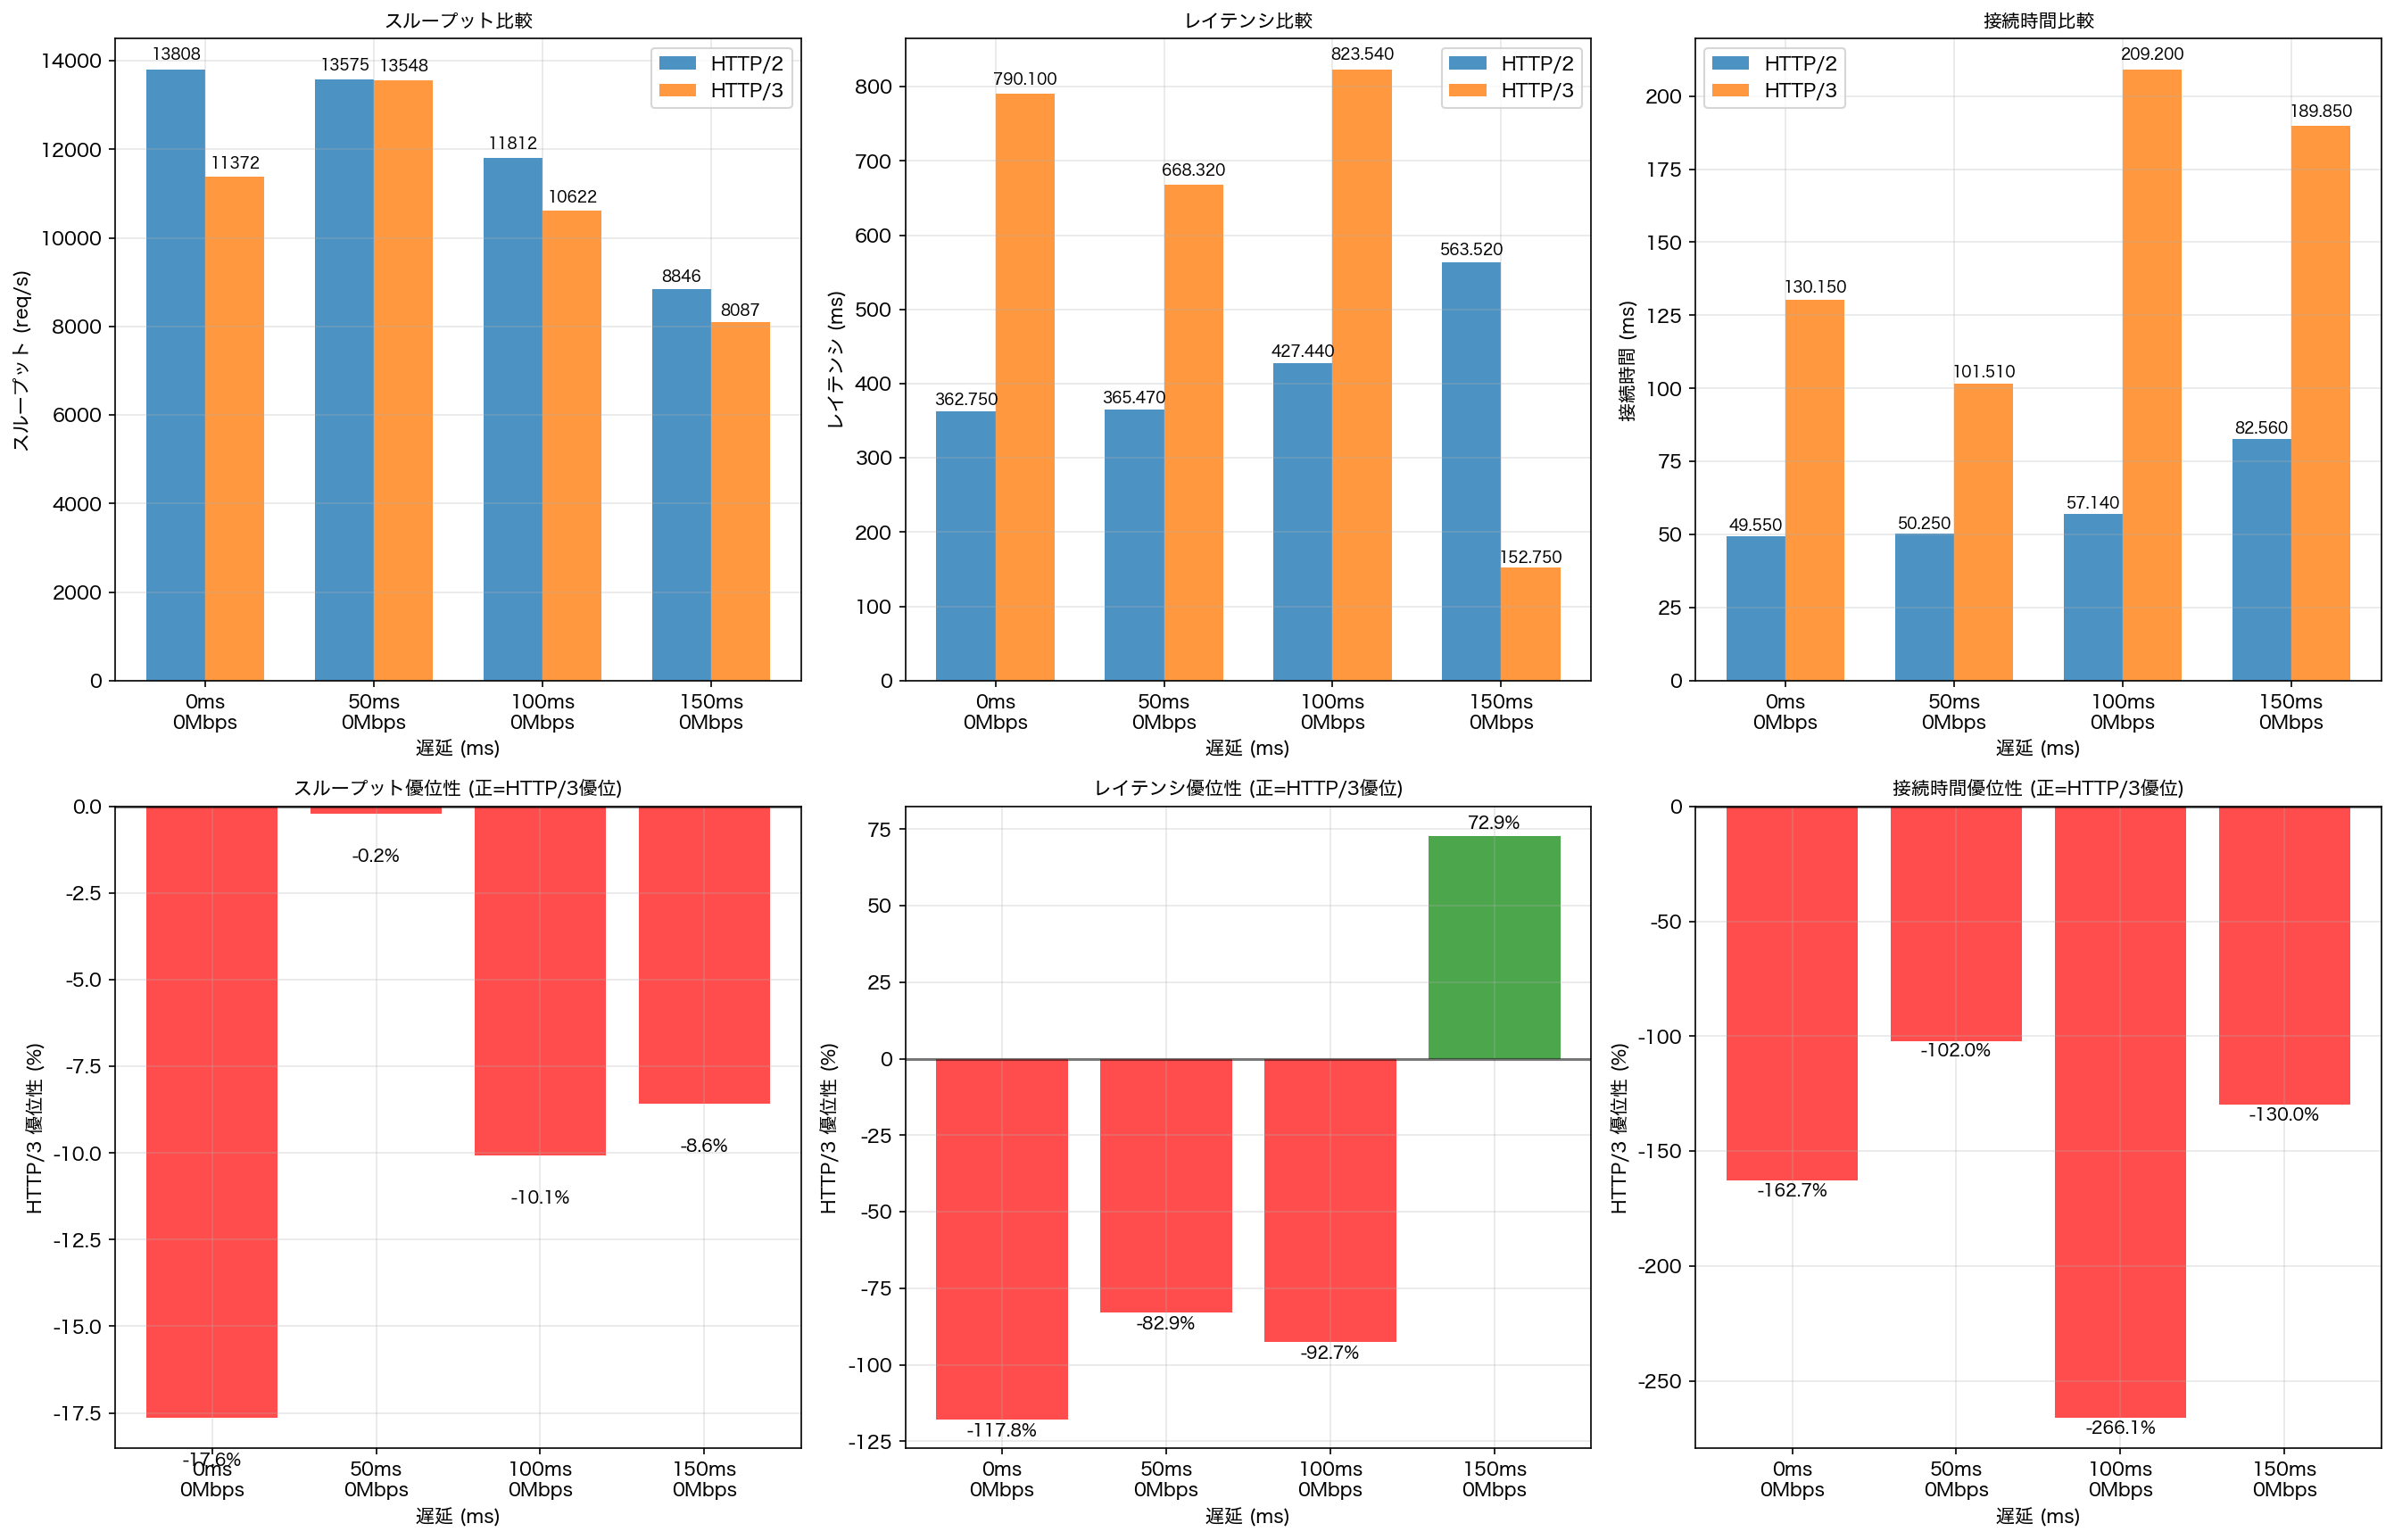 スループット比較
13808
11372
13575
13548
11812
10622
8846
8087
HTTP/2
HTTP/3
14000
12000
10000
8000
6000
4000
2000
0
スループット (req/s)
0ms
0Mbps
50ms
0Mbps
100ms
0Mbps
150ms
0Mbps
遅延 (ms)
レイテンシ比較
362.750
790.100
365.470
668.320
427.440
823.540
563.520
152.750
HTTP/2
HTTP/3
800
700
600
500
400
300
200
100
0
レイテンシ (ms)
0ms
0Mbps
50ms
0Mbps
100ms
0Mbps
150ms
0Mbps
遅延 (ms)
接続時間比較
HTTP/2
HTTP/3
49.550
130.150
50.250
101.510
57.140
209.200
82.560
189.850
200
175
150
125
100
75
50
25
0
接続時間 (ms)
0ms
0Mbps
50ms
0Mbps
100ms
0Mbps
150ms
0Mbps
遅延 (ms)
スループット優位性 (正=HTTP/3優位)
0.0
-2.5
-5.0
-7.5
-10.0
-12.5
-15.0
-17.5
HTTP/3 優位性 (%)
-17.6%
-0.2%
-10.1%
-8.6%
0ms
0Mbps
50ms
0Mbps
100ms
0Mbps
150ms
0Mbps
遅延 (ms)
レイテンシ優位性 (正=HTTP/3優位)
75
50
25
0
-25
-50
-75
-100
-125
HTTP/3 優位性 (%)
-117.8%
-82.9%
-92.7%
72.9%
0ms
0Mbps
50ms
0Mbps
100ms
0Mbps
150ms
0Mbps
遅延 (ms)
接続時間優位性 (正=HTTP/3優位)
0
-50
-100
-150
-200
-250
HTTP/3 優位性 (%)
-162.7%
-102.0%
-266.1%
-130.0%
0ms
0Mbps
50ms
0Mbps
100ms
0Mbps
150ms
0Mbps
遅延 (ms)